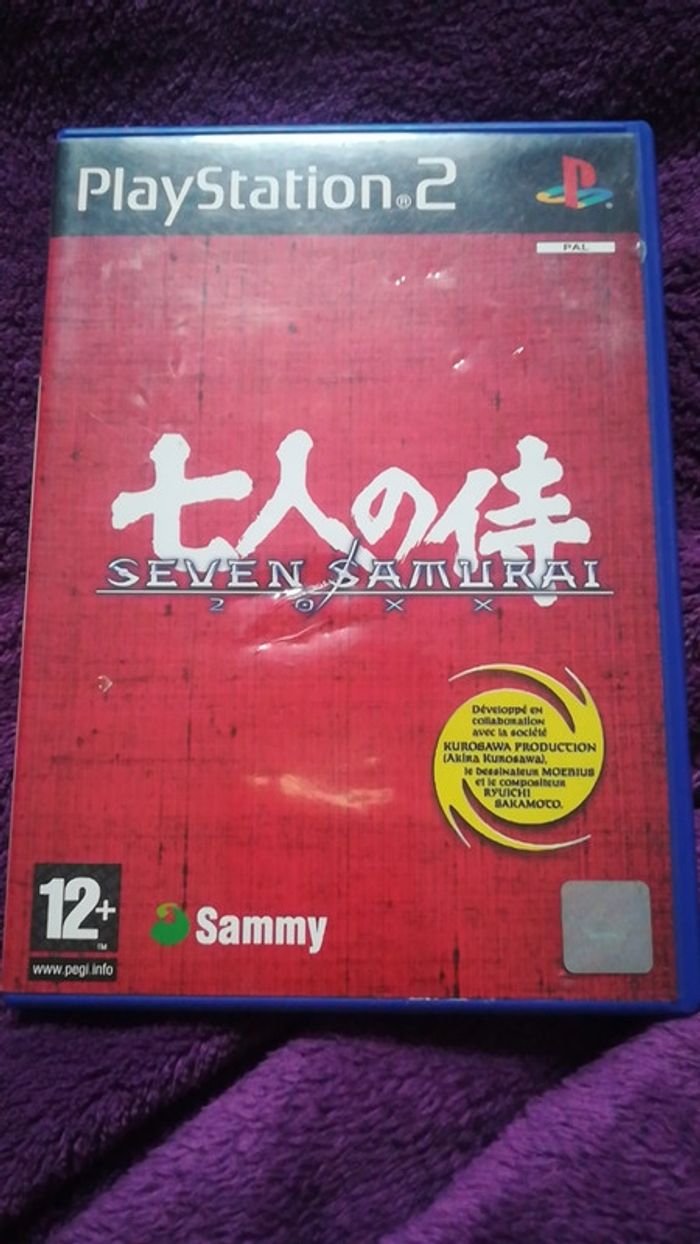 PlayStation®2
PAL
七人の侍
SEVEN SAMURAI
20XX
Développé en
collaboration
avec la société
KUROSAWA PRODUCTION
(Akira Kurosawa),
le dessinateur MOEBIUS
et le compositeur
RYUICHI
SAKAMOTO.
12+
TM
www.pegi.info
Sammy